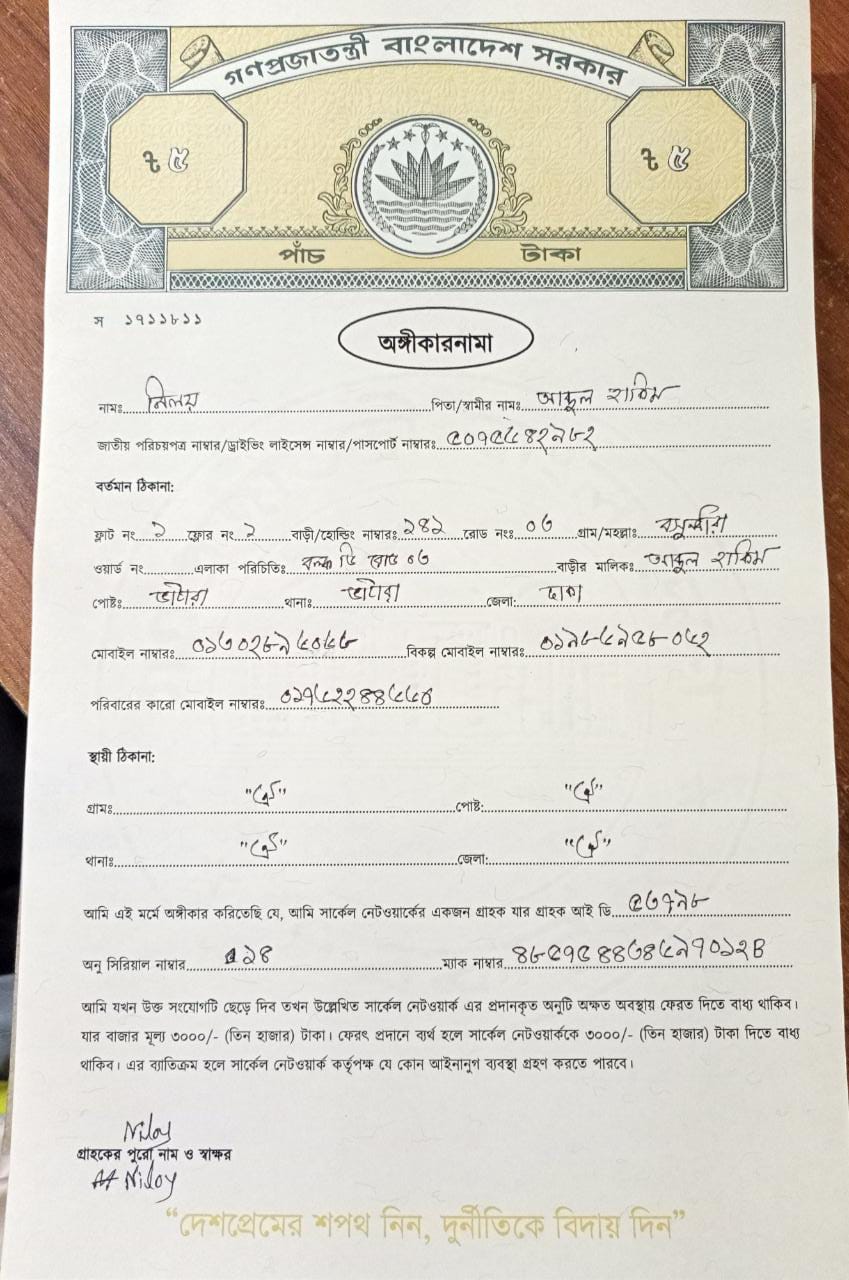 গণপ্রজাতন্ত্রী বাংলাদেশ সরকার
৳ ৫ ৳ ৫
পাঁচ টাকা
স ১৭১১৮১১
অঙ্গীকারনামা
নামঃ নিলয় পিতা/স্বামীর নামঃ আব্দুল হাকিম
জাতীয় পরিচয়পত্র নাম্বার/ড্রাইভিং লাইসেন্স নাম্বার/পাসপোর্ট নাম্বারঃ
বর্তমান ঠিকানা:
ফ্লাট নং ২ ফ্লোর নং ২ বাড়ী/হোল্ডিং নাম্বারঃ ২৪২ রোড নংঃ ০৬ গ্রাম/মহল্লাঃ বসুন্ধরা
ওয়ার্ড নং এলাকা পরিচিতিঃ ব্লক ডি রোড ০৬ বাড়ীর মালিকঃ আব্দুল হাকিম
পোষ্টঃ ভাটারা থানাঃ ভাটারা জেলা: ঢাকা
মোবাইল নাম্বারঃ বিকল্প মোবাইল নাম্বারঃ
পরিবারের কারো মোবাইল নাম্বারঃ
স্থায়ী ঠিকানা:
গ্রামঃ "ঐ" পোষ্ট: "ঐ"
থানাঃ "ঐ" জেলা: "ঐ"
আমি এই মর্মে অঙ্গীকার করিতেছি যে, আমি সার্কেল নেটওয়ার্কের একজন গ্রাহক যার গ্রাহক আই ডি
অনু সিরিয়াল নাম্বার ম্যাক নাম্বার
আমি যখন উক্ত সংযোগটি ছেড়ে দিব তখন উল্লেখিত সার্কেল নেটওয়ার্ক এর প্রদানকৃত অনুটি অক্ষত অবস্থায় ফেরত দিতে বাধ্য থাকিব।
যার বাজার মূল্য ৩০০০/- (তিন হাজার) টাকা। ফেরৎ প্রদানে ব্যর্থ হলে সার্কেল নেটওয়ার্ককে ৩০০০/- (তিন হাজার) টাকা দিতে বাধ্য
থাকিব। এর ব্যতিক্রম হলে সার্কেল নেটওয়ার্ক কর্তৃপক্ষ যে কোন আইনানুগ ব্যবস্থা গ্রহণ করতে পারবে।
Niloy
গ্রাহকের পুরো নাম ও স্বাক্ষর
Niloy
“দেশপ্রেমের শপথ নিন, দুর্নীতিকে বিদায় দিন”